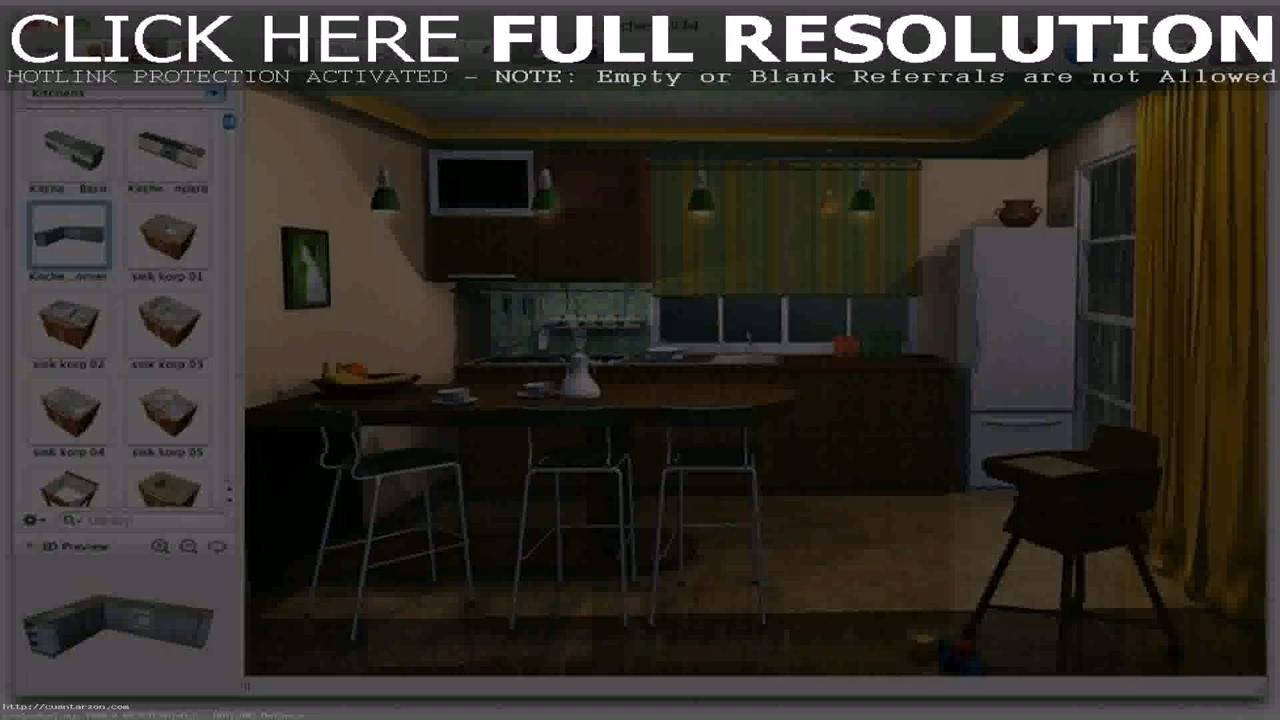 CLICK HERE FULL RESOLUTION
HOTLINK PROTECTION ACTIVATED - NOTE: Empty or Blank Referrals are not Allowed
Kitchens
sink korp 01
sink korp 02
sink korp 03
sink korp 04
sink korp 05
3D Preview
http://cuantarzon.com